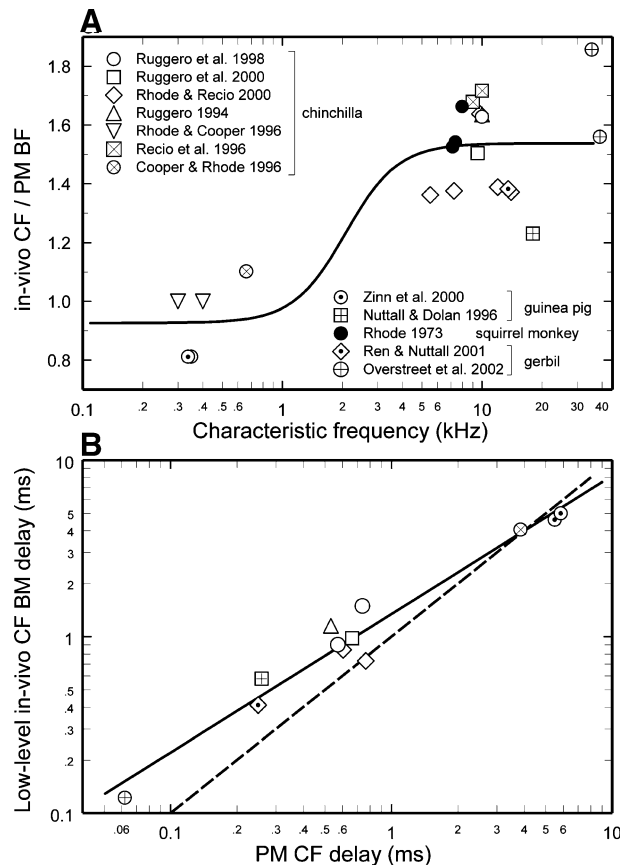 A
1.8
1.6
1.4
1.2
1.0
0.8
in-vivo CF / PM BF
Ruggero et al. 1998
Ruggero et al. 2000
Rhode & Recio 2000
Ruggero 1994
Rhode & Cooper 1996
Recio et al. 1996
Cooper & Rhode 1996
chinchilla
Zinn et al. 2000
Nuttall & Dolan 1996
guinea pig
Rhode 1973 squirrel monkey
Ren & Nuttall 2001
Overstreet et al. 2002
gerbil
0.1 .2 .3 .4 .5 .6 1 2 3 4 5 6 10 20 30 40
Characteristic frequency (kHz)
B
10
5
4
3
2
1
.5
.4
.3
.2
0.1
Low-level in-vivo CF BM delay (ms)
.06 0.1 .2 .3 .4 .5 .6 1 2 3 4 5 6 10
PM CF delay (ms)